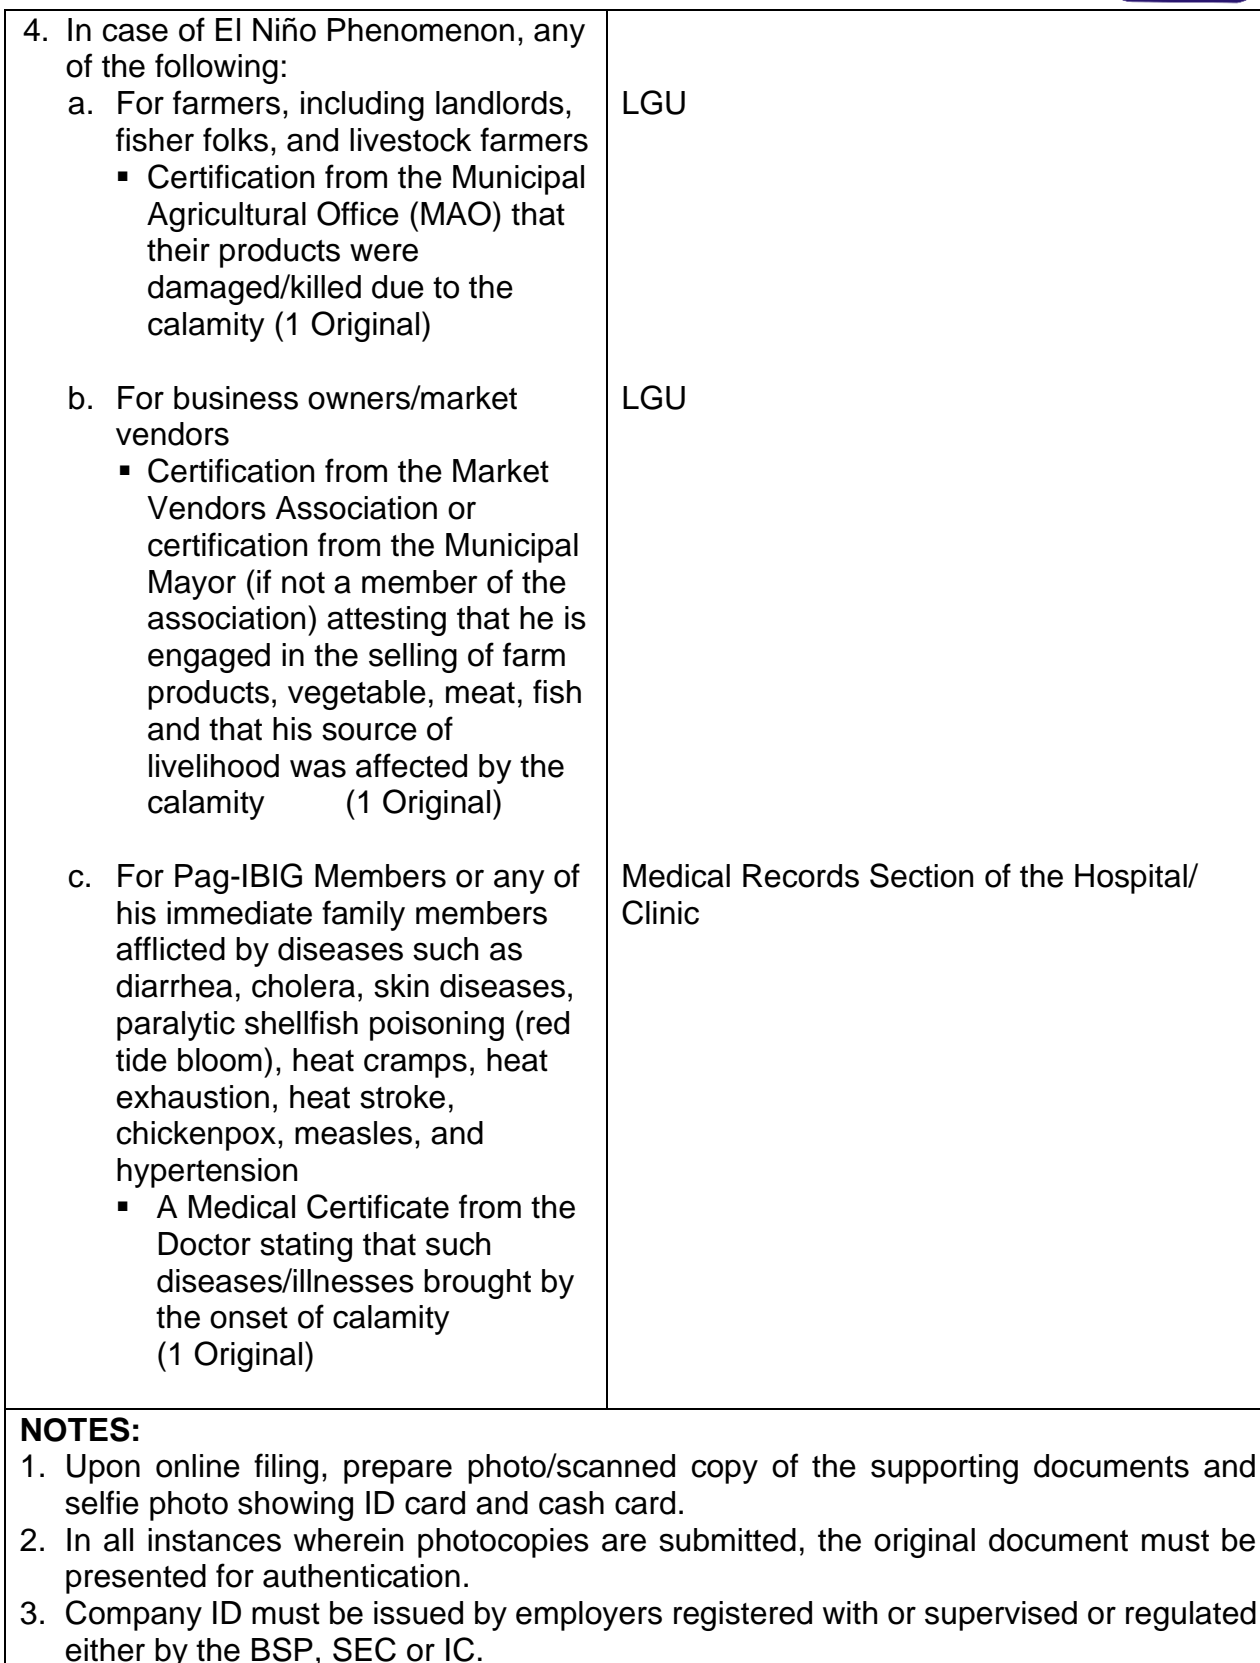 4. In case of El Niño Phenomenon, any
of the following:
a. For farmers, including landlords,
fisher folks, and livestock farmers
▪ Certification from the Municipal
Agricultural Office (MAO) that
their products were
damaged/killed due to the
calamity (1 Original)
LGU
b. For business owners/market
vendors
▪ Certification from the Market
Vendors Association or
certification from the Municipal
Mayor (if not a member of the
association) attesting that he is
engaged in the selling of farm
products, vegetable, meat, fish
and that his source of
livelihood was affected by the
calamity (1 Original)
LGU
c. For Pag-IBIG Members or any of
his immediate family members
afflicted by diseases such as
diarrhea, cholera, skin diseases,
paralytic shellfish poisoning (red
tide bloom), heat cramps, heat
exhaustion, heat stroke,
chickenpox, measles, and
hypertension
▪ A Medical Certificate from the
Doctor stating that such
diseases/illnesses brought by
the onset of calamity
(1 Original)
Medical Records Section of the Hospital/
Clinic
NOTES:
1. Upon online filing, prepare photo/scanned copy of the supporting documents and
selfie photo showing ID card and cash card.
2. In all instances wherein photocopies are submitted, the original document must be
presented for authentication.
3. Company ID must be issued by employers registered with or supervised or regulated
either by the BSP, SEC or IC.